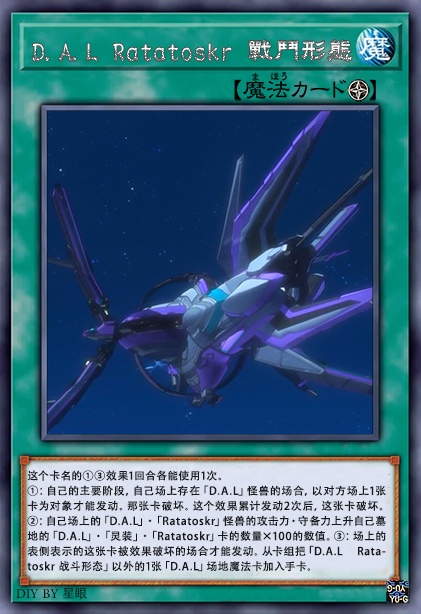 D.A.L Ratatoskr 戰鬥形態 魔
ま ほう
【魔法カード】
这个卡名的①③效果1回合各能使用1次。
①：自己的主要阶段，自己场上存在「D.A.L」怪兽的场合，以对方场上1张
卡为对象才能发动。那张卡破坏。这个效果累计发动2次后，这张卡破坏。
②：自己场上的「D.A.L」·「Ratatoskr」怪兽的攻击力·守备力上升自己墓
地的「D.A.L」·「灵装」·「Ratatoskr」卡的数量×100的数值。③：场上的
表侧表示的这张卡被效果破坏的场合才能发动。从卡组把「D.A.L Rata-
toskr 战斗形态」以外的1张「D.A.L」场地魔法卡加入手卡。
DIY BY 星眼